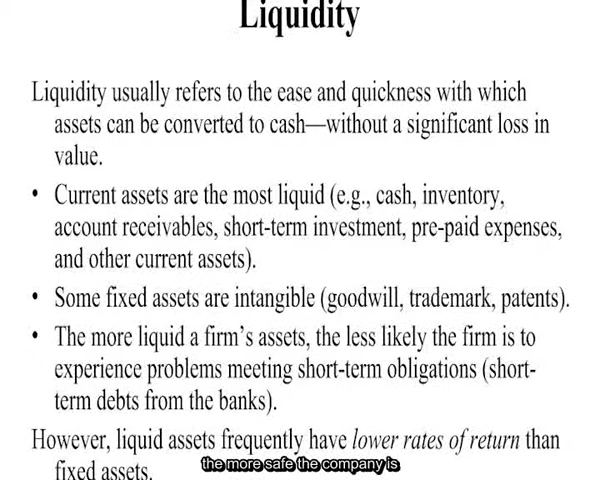 Liquidity
Liquidity usually refers to the ease and quickness with which
assets can be converted to cash—without a significant loss in
value.
• Current assets are the most liquid (e.g., cash, inventory,
account receivables, short-term investment, pre-paid expenses,
and other current assets).
• Some fixed assets are intangible (goodwill, trademark, patents).
• The more liquid a firm's assets, the less likely the firm is to
experience problems meeting short-term obligations (short-
term debts from the banks).
However, liquid assets frequently have lower rates of return than
fixed assets.
the more safe the company is